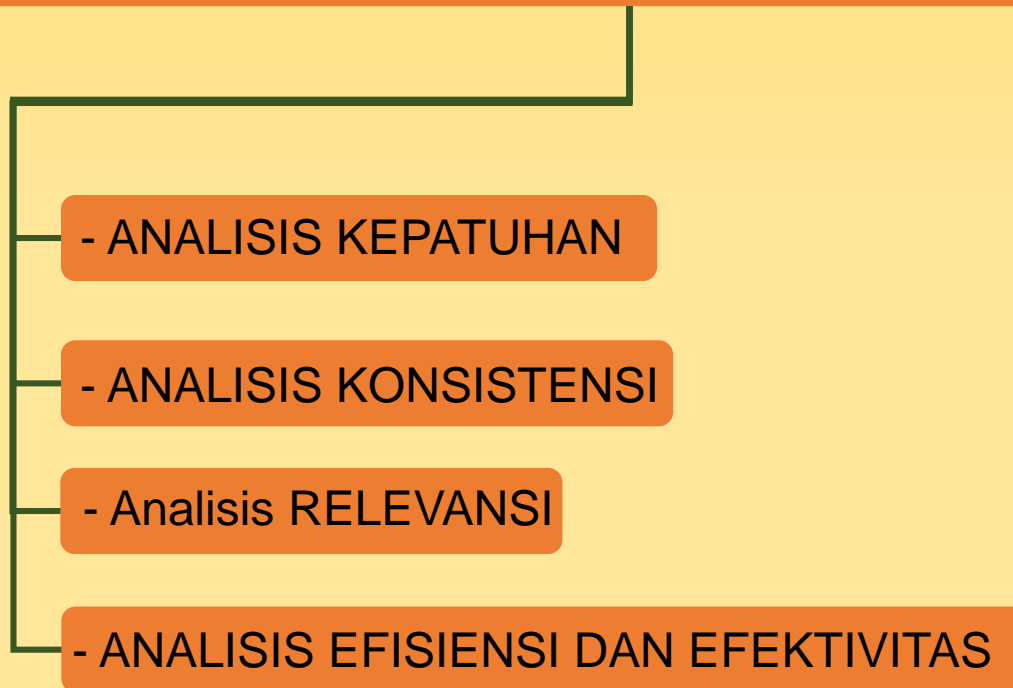 - ANALISIS KEPATUHAN
- ANALISIS KONSISTENSI
- Analisis RELEVANSI
- ANALISIS EFISIENSI DAN EFEKTIVITAS